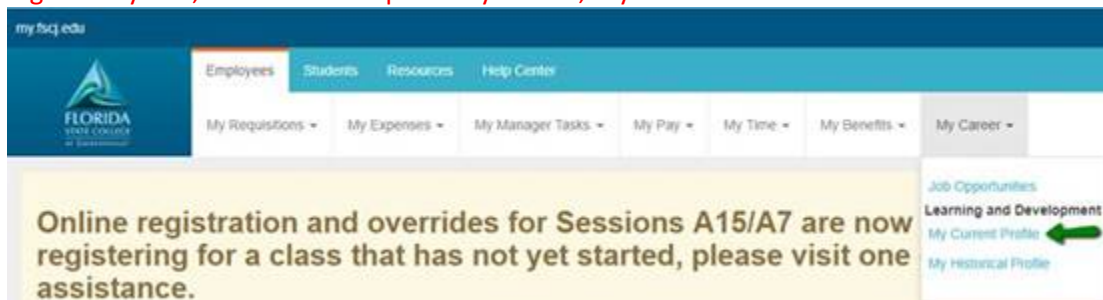 my.fscj.edu
Employees Students Resources Help Center
FLORIDA
STATE COLLEGE
My Requisitions My Expenses My Manager Tasks My Pay My Time My Benefits My Career
Job Opportunities
Learning and Development
My Current Profile
My Historical Profile
Online registration and overrides for Sessions A15/A7 are now
registering for a class that has not yet started, please visit one
assistance.